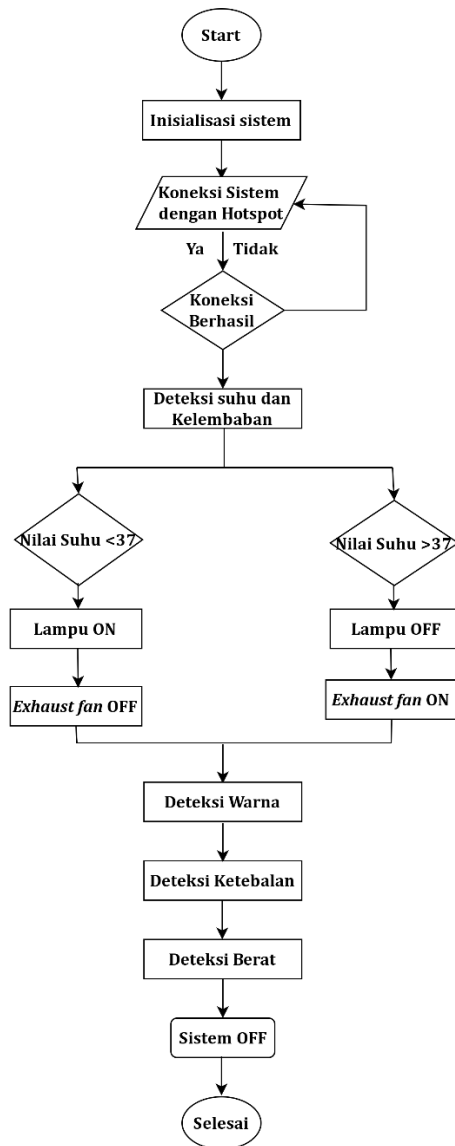 Start
Inisialisasi sistem
Koneksi Sistem
dengan Hotspot
Ya Tidak
Koneksi
Berhasil
Deteksi suhu dan
Kelembaban
Nilai Suhu <37
Nilai Suhu >37
Lampu ON
Lampu OFF
Exhaust fan OFF
Exhaust fan ON
Deteksi Warna
Deteksi Ketebalan
Deteksi Berat
Sistem OFF
Selesai